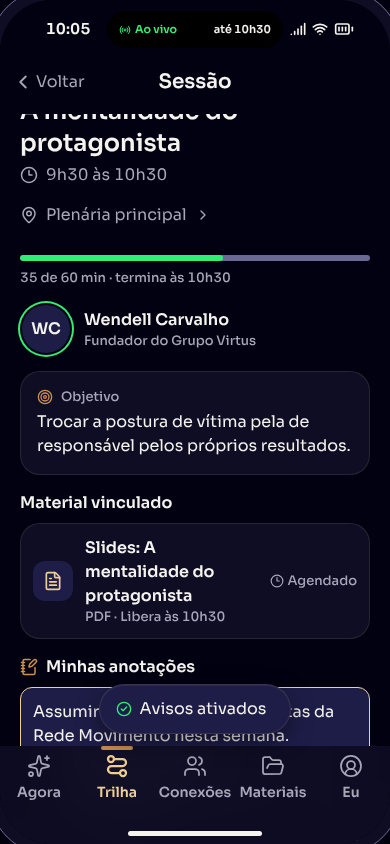 10:05
Ao vivo
até 10h30
Voltar
Sessão
A mentalidade do
protagonista
9h30 às 10h30
Plenária principal
35 de 60 min · termina às 10h30
WC
Wendell Carvalho
Fundador do Grupo Virtus
Objetivo
Trocar a postura de vítima pela de
responsável pelos próprios resultados.
Material vinculado
Slides: A
mentalidade do
protagonista
PDF · Libera às 10h30
Agendado
Minhas anotações
Avisos ativados
Assumir
da
Rede Movimento nesta semana.
Agora
Trilha
Conexões
Materiais
Eu